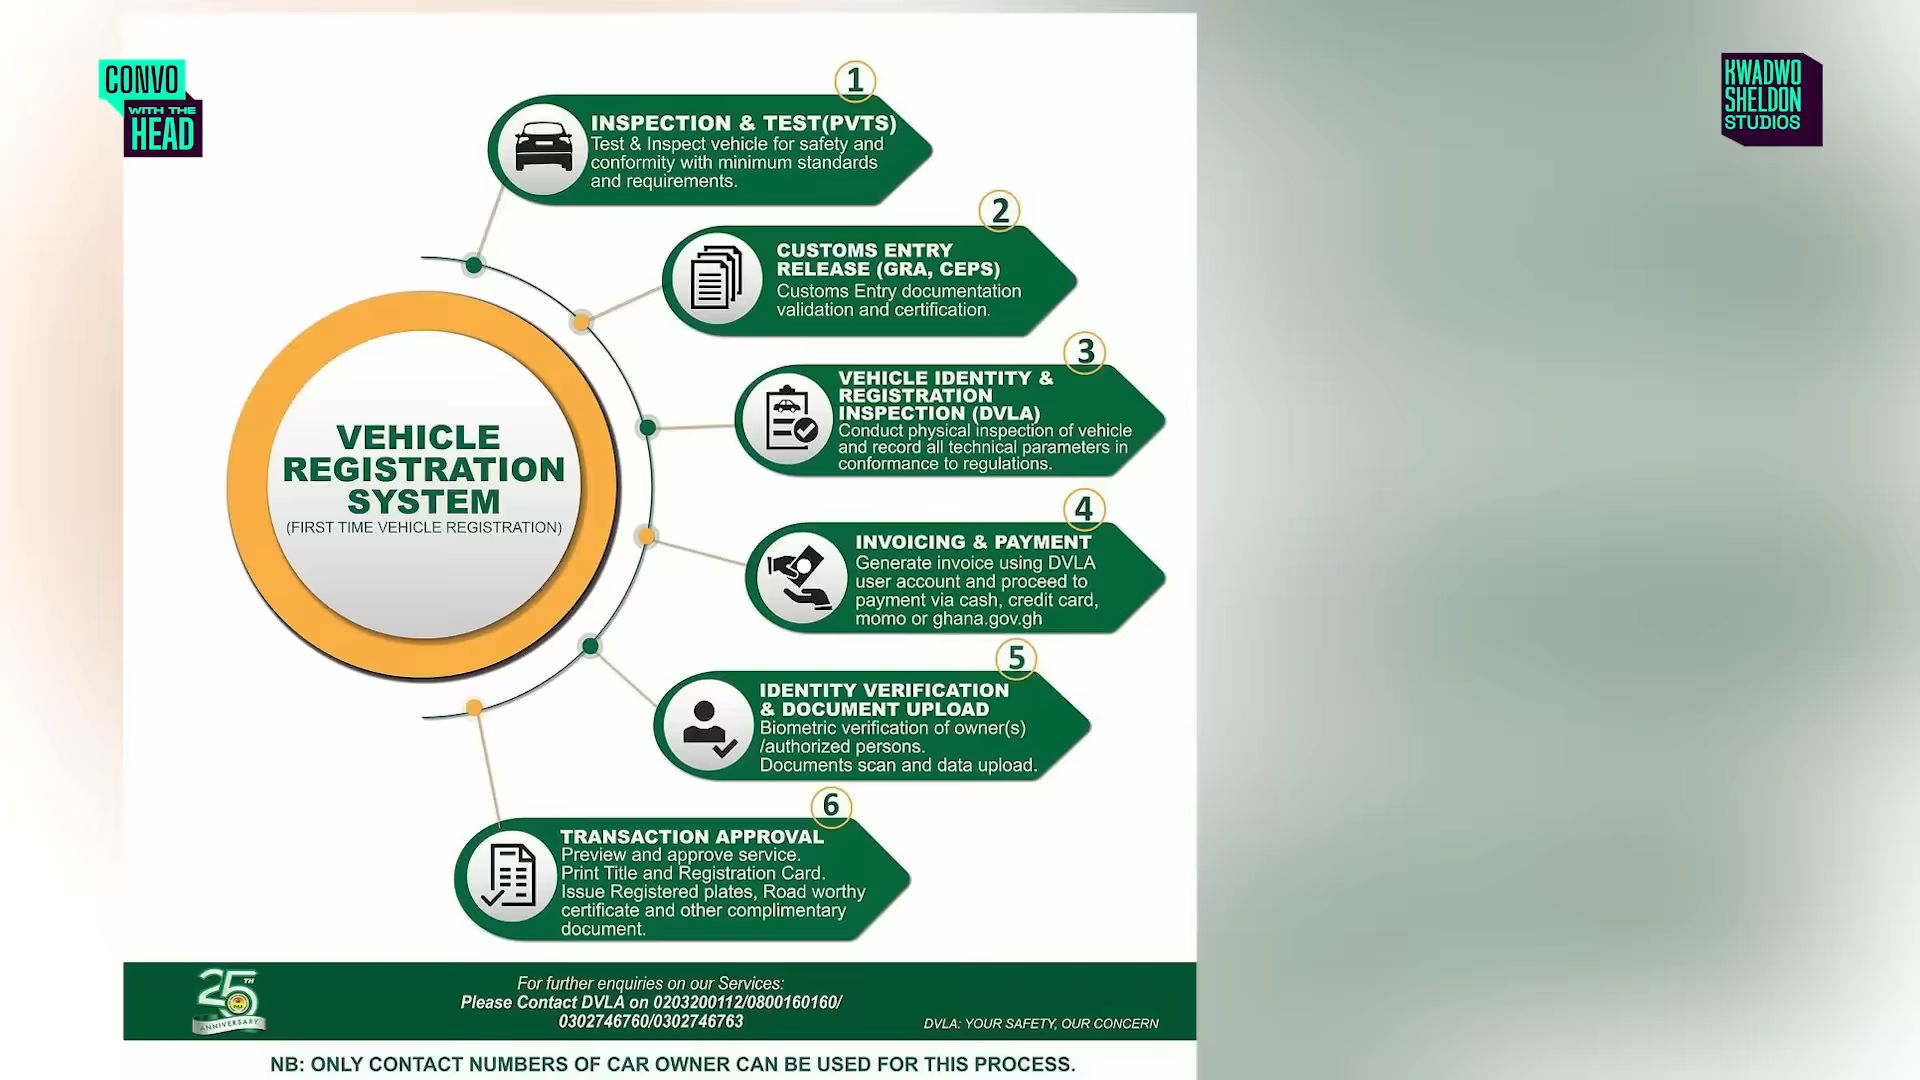 CONVO
WITH THE
HEAD
KWADWO
SHELDON
STUDIOS
1
INSPECTION & TEST(PVTS)
Test & Inspect vehicle for safety and
conformity with minimum standards
and requirements.
2
CUSTOMS ENTRY
RELEASE (GRA, CEPS)
Customs Entry documentation
validation and certification.
3
VEHICLE IDENTITY &
REGISTRATION
INSPECTION (DVLA)
Conduct physical inspection of vehicle
and record all technical parameters in
conformance to regulations.
VEHICLE
REGISTRATION
SYSTEM
(FIRST TIME VEHICLE REGISTRATION)
4
INVOICING & PAYMENT
Generate invoice using DVLA
user account and proceed to
payment via cash, credit card,
momo or ghana.gov.gh
5
IDENTITY VERIFICATION
& DOCUMENT UPLOAD
Biometric verification of owner(s)
/authorized persons.
Documents scan and data upload.
6
TRANSACTION APPROVAL
Preview and approve service.
Print Title and Registration Card.
Issue Registered plates, Road worthy
certificate and other complimentary
document.
25TH
ANNIVERSARY
For further enquiries on our Services:
Please Contact DVLA on 0203200112/0800160160/
0302746760/0302746763
DVLA: YOUR SAFETY, OUR CONCERN
NB: ONLY CONTACT NUMBERS OF CAR OWNER CAN BE USED FOR THIS PROCESS.